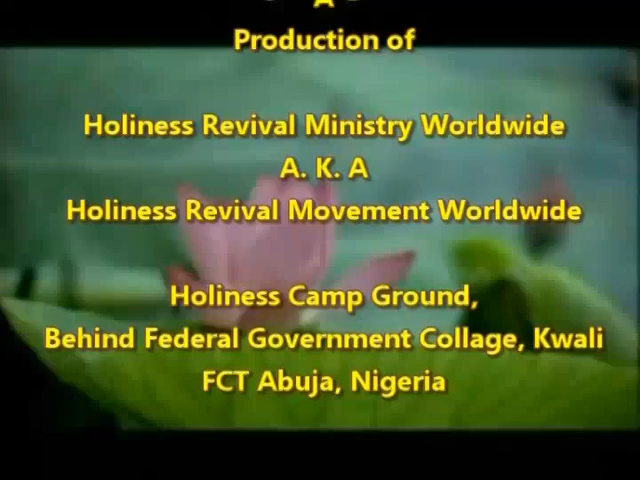 A
Production of
Holiness Revival Ministry Worldwide
A. K. A
Holiness Revival Movement Worldwide
Holiness Camp Ground,
Behind Federal Government Collage, Kwali
FCT Abuja, Nigeria